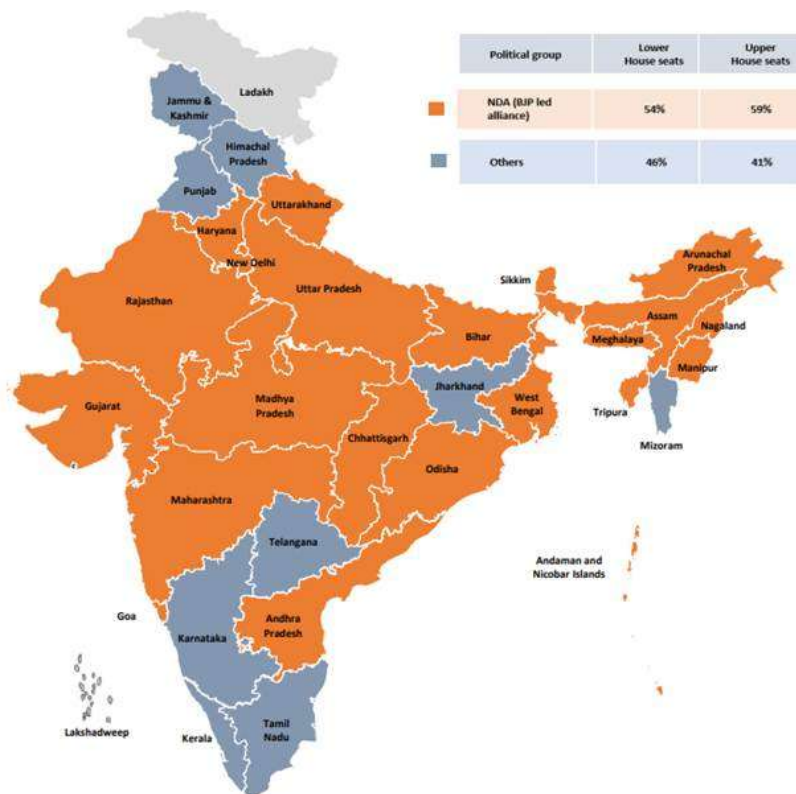 Political group
Lower
House seats
Upper
House seats
NDA (BJP led
alliance)
54%
59%
Others
46%
41%
Ladakh
Jammu &
Kashmir
Himachal
Pradesh
Punjab
Uttarakhand
Haryana
New Delhi
Rajasthan
Uttar Pradesh
Sikkim
Arunachal
Pradesh
Assam
Nagaland
Meghalaya
Manipur
Bihar
Jharkhand
West
Bengal
Tripura
Mizoram
Gujarat
Madhya
Pradesh
Chhattisgarh
Odisha
Maharashtra
Telangana
Andaman and
Nicobar Islands
Goa
Karnataka
Andhra
Pradesh
Lakshadweep
Kerala
Tamil
Nadu